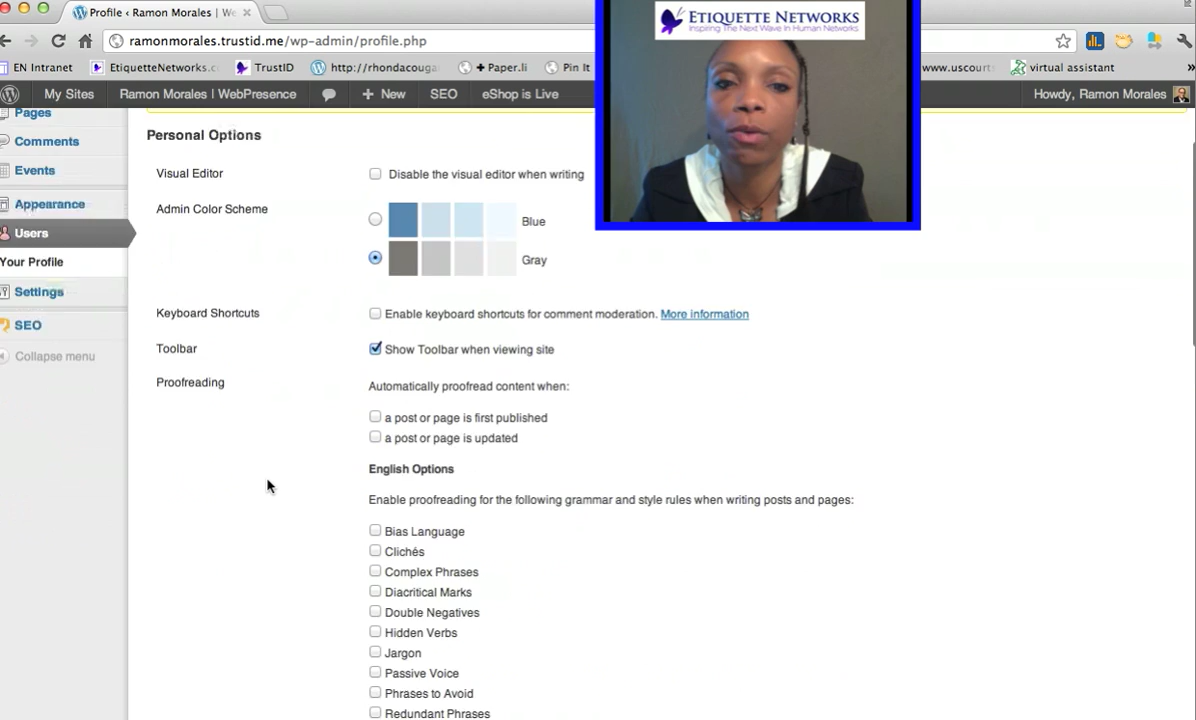 Profile ‹ Ramon Morales | We
ramonmorales.trustid.me/wp-admin/profile.php
EN Intranet
EtiquetteNetworks.c
TrustID
http://rhondacouga
+ Paper.li
Pin It
www.uscourt
virtual assistant
ETIQUETTE NETWORKS
Inspiring The Next Wave In Human Networks.
My Sites
Ramon Morales | WebPresence
+ New
SEO
eShop is Live
Howdy, Ramon Morales
Pages
Comments
Events
Appearance
Users
Your Profile
Settings
SEO
Collapse menu
Personal Options
Visual Editor
Disable the visual editor when writing
Admin Color Scheme
Blue
Gray
Keyboard Shortcuts
Enable keyboard shortcuts for comment moderation. More information
Toolbar
Show Toolbar when viewing site
Proofreading
Automatically proofread content when:
a post or page is first published
a post or page is updated
English Options
Enable proofreading for the following grammar and style rules when writing posts and pages:
Bias Language
Clichés
Complex Phrases
Diacritical Marks
Double Negatives
Hidden Verbs
Jargon
Passive Voice
Phrases to Avoid
Redundant Phrases